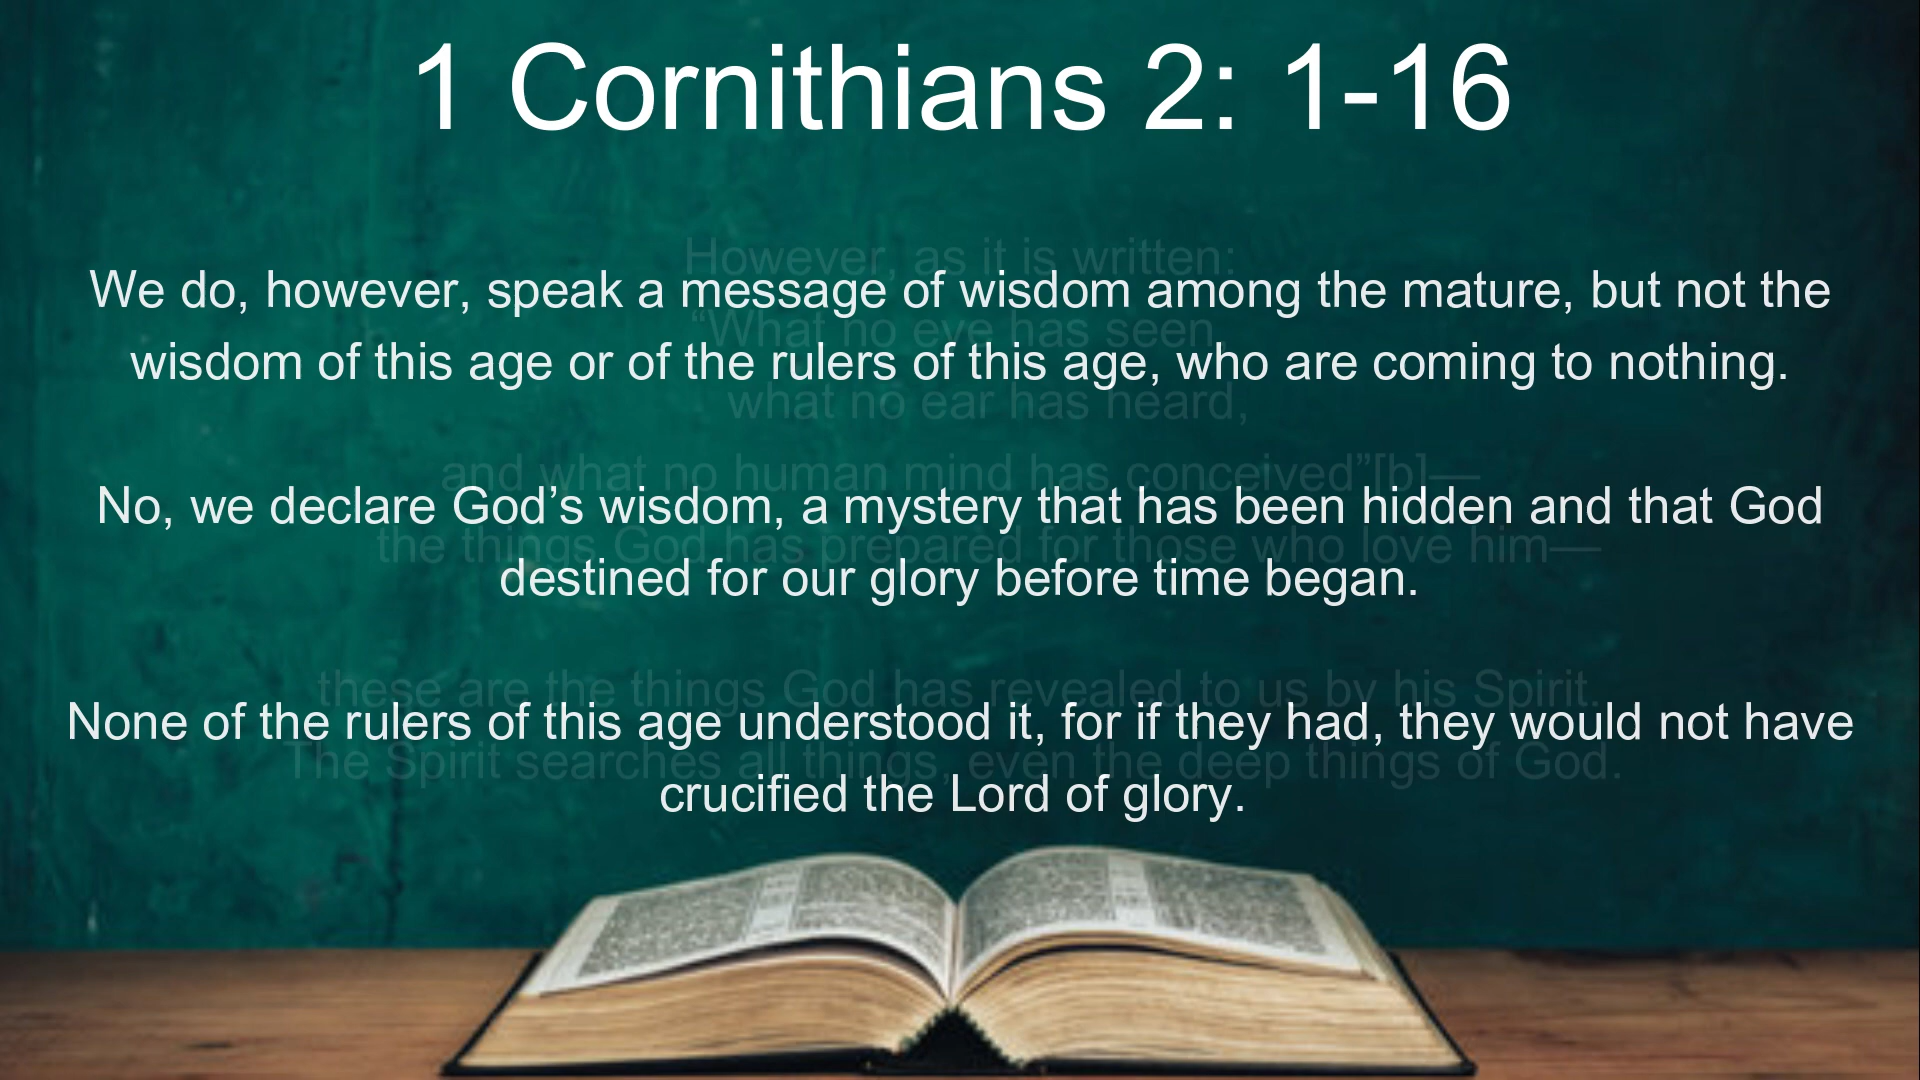 1 Cornithians 2: 1-16
We do, however, speak a message of wisdom among the mature, but not the
wisdom of this age or of the rulers of this age, who are coming to nothing.
No, we declare God’s wisdom, a mystery that has been hidden and that God
destined for our glory before time began.
None of the rulers of this age understood it, for if they had, they would not have
crucified the Lord of glory.
However, as it is written:
“What no eye has seen,
what no ear has heard,
and what no human mind has conceived”[b]—
the things God has prepared for those who love him—
these are the things God has revealed to us by his Spirit.
The Spirit searches all things, even the deep things of God.